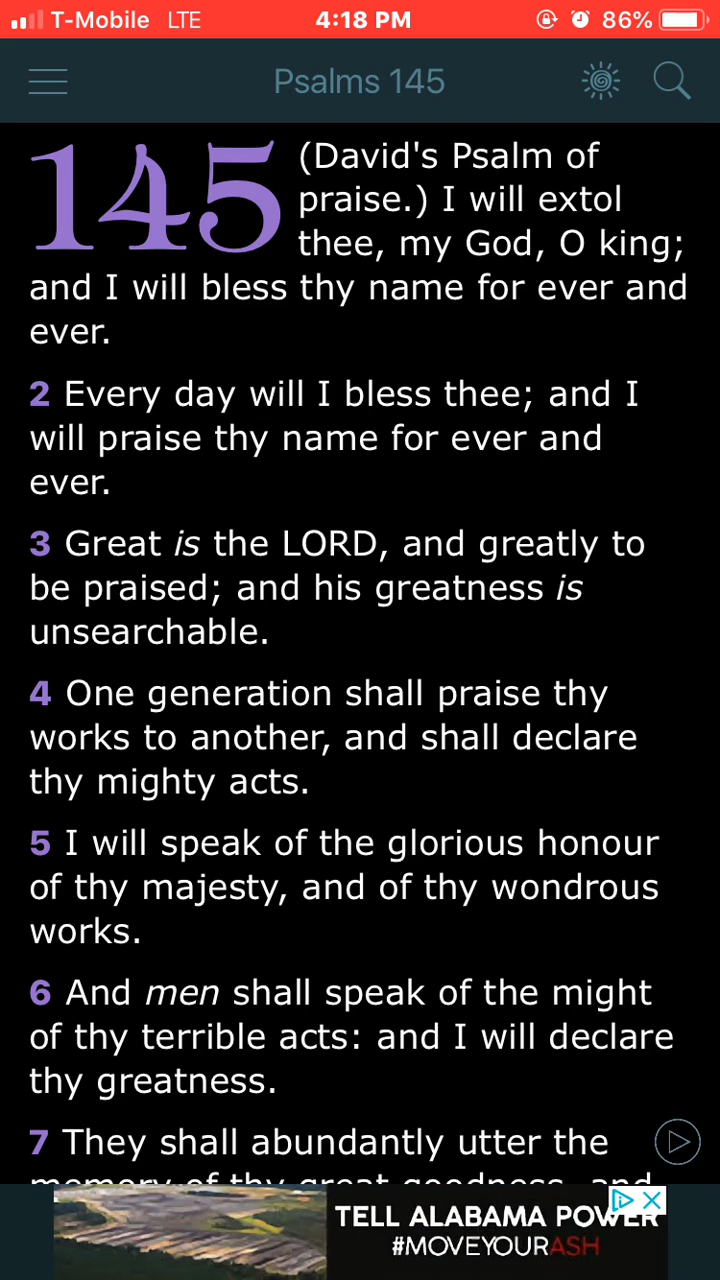 T-Mobile LTE 4:18 PM 86%
Psalms 145
145 (David's Psalm of
praise.) I will extol
thee, my God, O king;
and I will bless thy name for ever and
ever.
2 Every day will I bless thee; and I
will praise thy name for ever and
ever.
3 Great is the LORD, and greatly to
be praised; and his greatness is
unsearchable.
4 One generation shall praise thy
works to another, and shall declare
thy mighty acts.
5 I will speak of the glorious honour
of thy majesty, and of thy wondrous
works.
6 And men shall speak of the might
of thy terrible acts: and I will declare
thy greatness.
7 They shall abundantly utter the
memory of thy great goodness, and
TELL ALABAMA POWER
#MOVEYOURASH